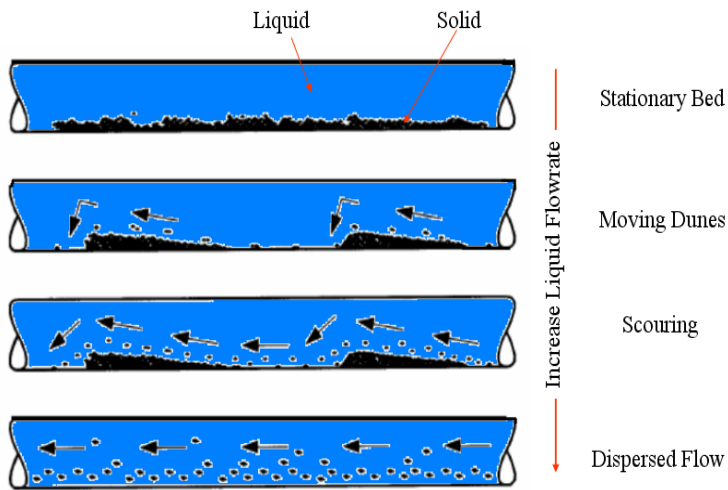 Liquid
Solid
Stationary Bed
Moving Dunes
Scouring
Dispersed Flow
Increase Liquid Flowrate